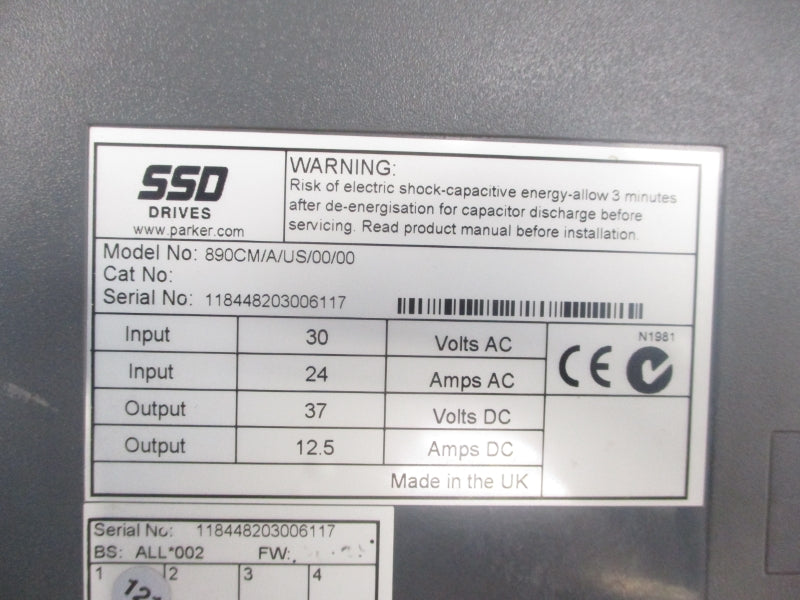 SSD
DRIVES
www.parker.com
WARNING:
Risk of electric shock-capacitive energy-allow 3 minutes
after de-energisation for capacitor discharge before
servicing. Read product manual before installation.
Model No: 890CM/A/US/00/00
Cat No:
Serial No: 118448203006117
Input 30 Volts AC
Input 24 Amps AC
Output 37 Volts DC
Output 12.5 Amps DC
CE
N1981
Made in the UK
Serial No: 118448203006117
BS: ALL*002 FW:
1 2 3 4